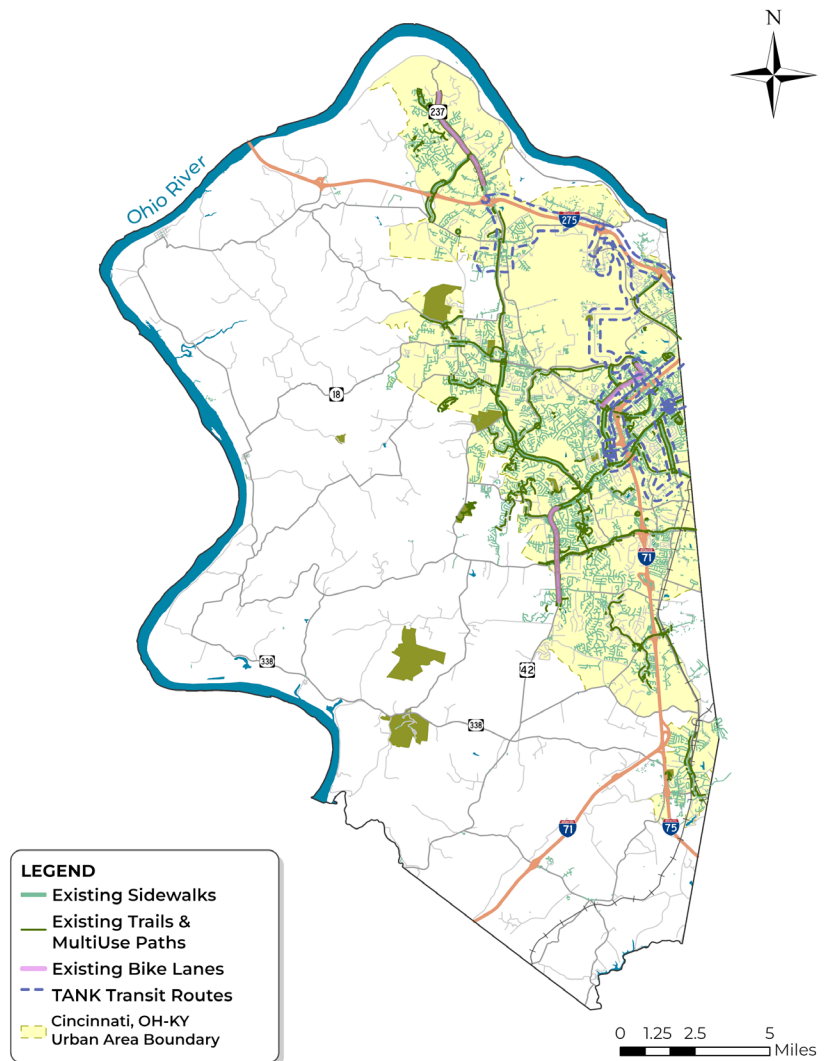 N
237
Ohio River
275
18
71
338
42
338
71
75
LEGEND
Existing Sidewalks
Existing Trails &
MultiUse Paths
Existing Bike Lanes
TANK Transit Routes
Cincinnati, OH-KY
Urban Area Boundary
0 1.25 2.5 5
Miles